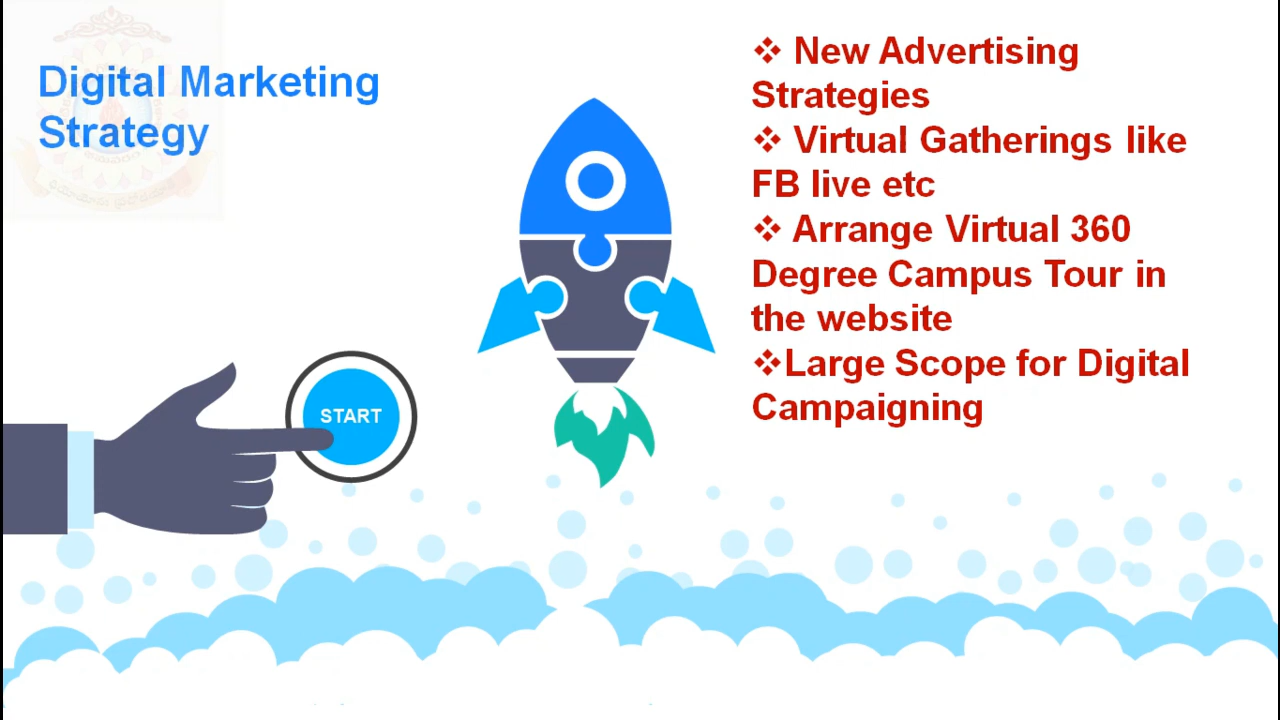 Digital Marketing
Strategy
❖ New Advertising
Strategies
❖ Virtual Gatherings like
FB live etc
❖ Arrange Virtual 360
Degree Campus Tour in
the website
❖Large Scope for Digital
Campaigning
START